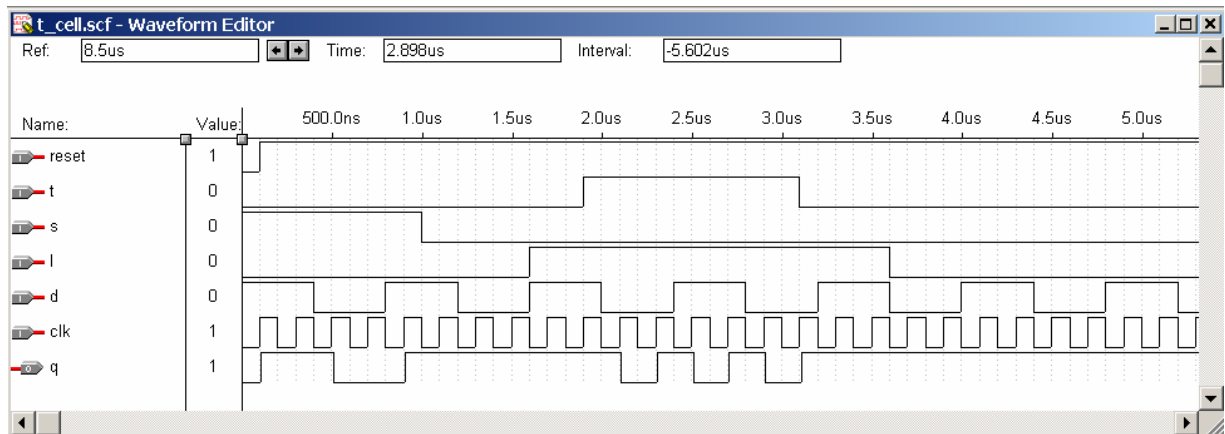 t_cell.scf - Waveform Editor
Ref: 8.5us Time: 2.898us Interval: -5.602us
Name: Value: 500.0ns 1.0us 1.5us 2.0us 2.5us 3.0us 3.5us 4.0us 4.5us 5.0us
reset 1
t 0
s 0
l 0
d 0
clk 1
q 1